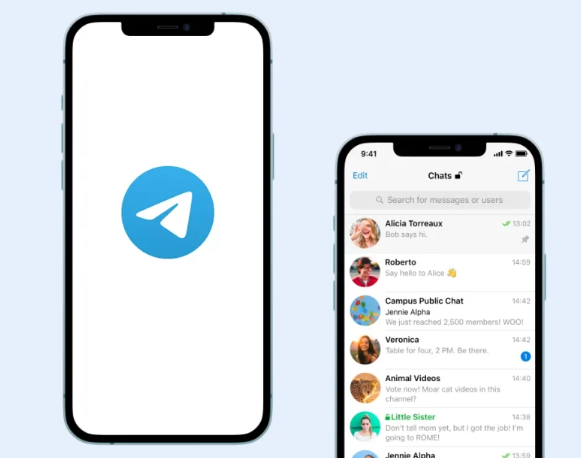 9:41
Edit
Chats
Search for messages or users
Alicia Torreaux
13:02
Bob says hi.
Roberto
14:59
Say hello to Alice 👋
Campus Public Chat
14:42
Jennie Alpha
We just reached 2,500 members! WOO!
Veronica
14:42
Table for four, 2 PM. Be there.
1
Animal Videos
14:40
Vote now! Moar cat videos in this
channel?
Little Sister
14:38
Don't tell mom yet, but I got the job! I'm
going to ROME!
Jennie Alpha
13:59